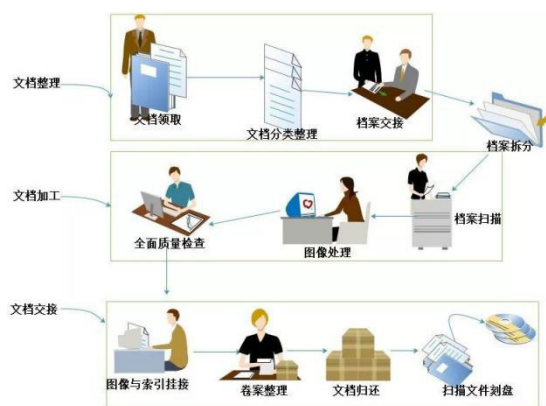 文档整理
文档领取
文档分类整理
档案交接
档案拆分
文档加工
档案扫描
图像处理
全面质量检查
文档交接
图像与索引挂接
卷案整理
文档归还
扫描文件刻盘